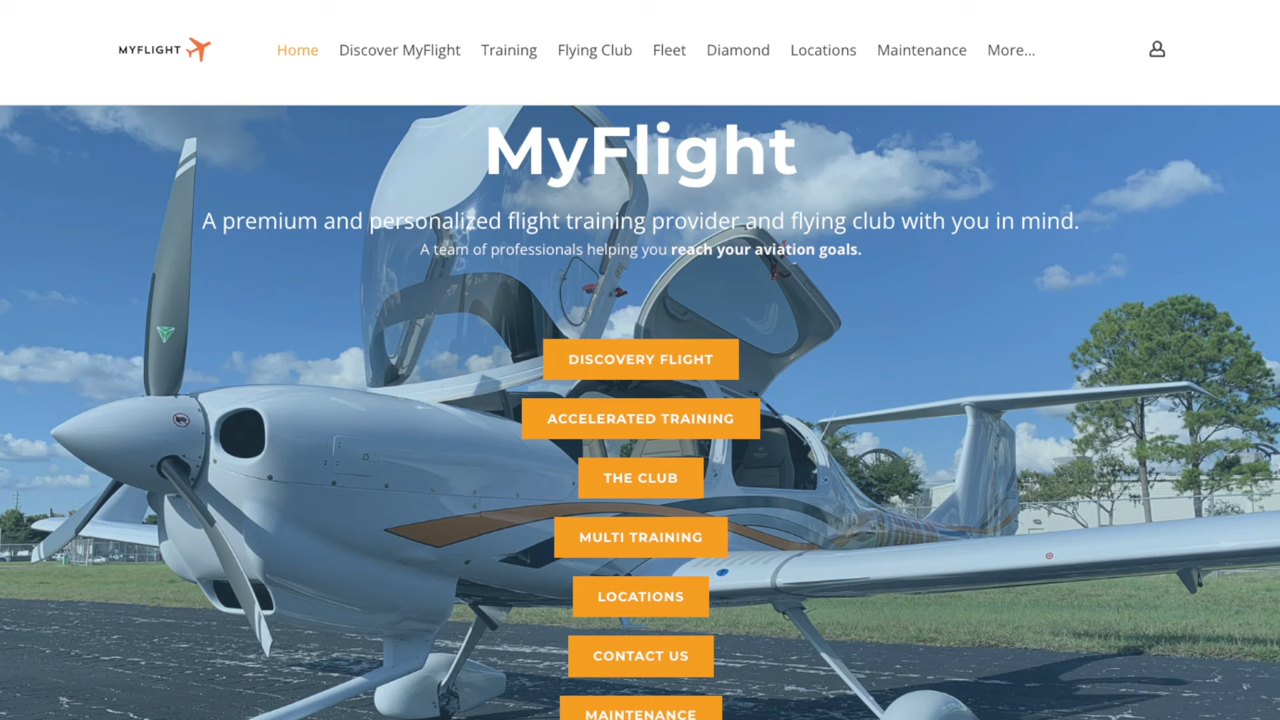 MYFLIGHT
Home Discover MyFlight Training Flying Club Fleet Diamond Locations Maintenance More...
MyFlight
A premium and personalized flight training provider and flying club with you in mind.
A team of professionals helping you reach your aviation goals.
DISCOVERY FLIGHT
ACCELERATED TRAINING
THE CLUB
MULTI TRAINING
LOCATIONS
CONTACT US
MAINTENANCE